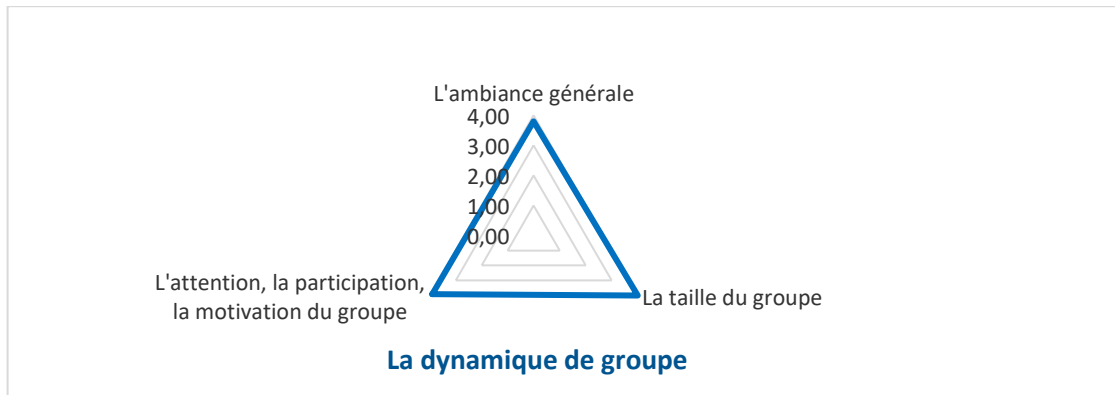 L'ambiance générale
4,00
3,00
2,00
1,00
0,00
L'attention, la participation,
la motivation du groupe
La taille du groupe
La dynamique de groupe